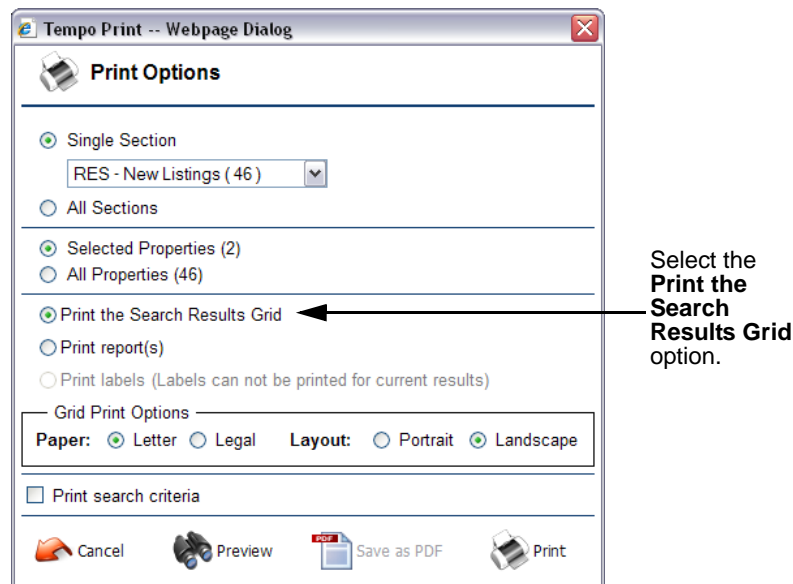 Tempo Print -- Webpage Dialog
Print Options
Single Section
RES - New Listings ( 46 )
All Sections
Selected Properties (2)
All Properties (46)
Print the Search Results Grid
Print report(s)
Print labels (Labels can not be printed for current results)
Grid Print Options
Paper: Letter Legal Layout: Portrait Landscape
Print search criteria
Cancel Preview PDF Save as PDF Print
Select the
Print the
Search
Results Grid
option.